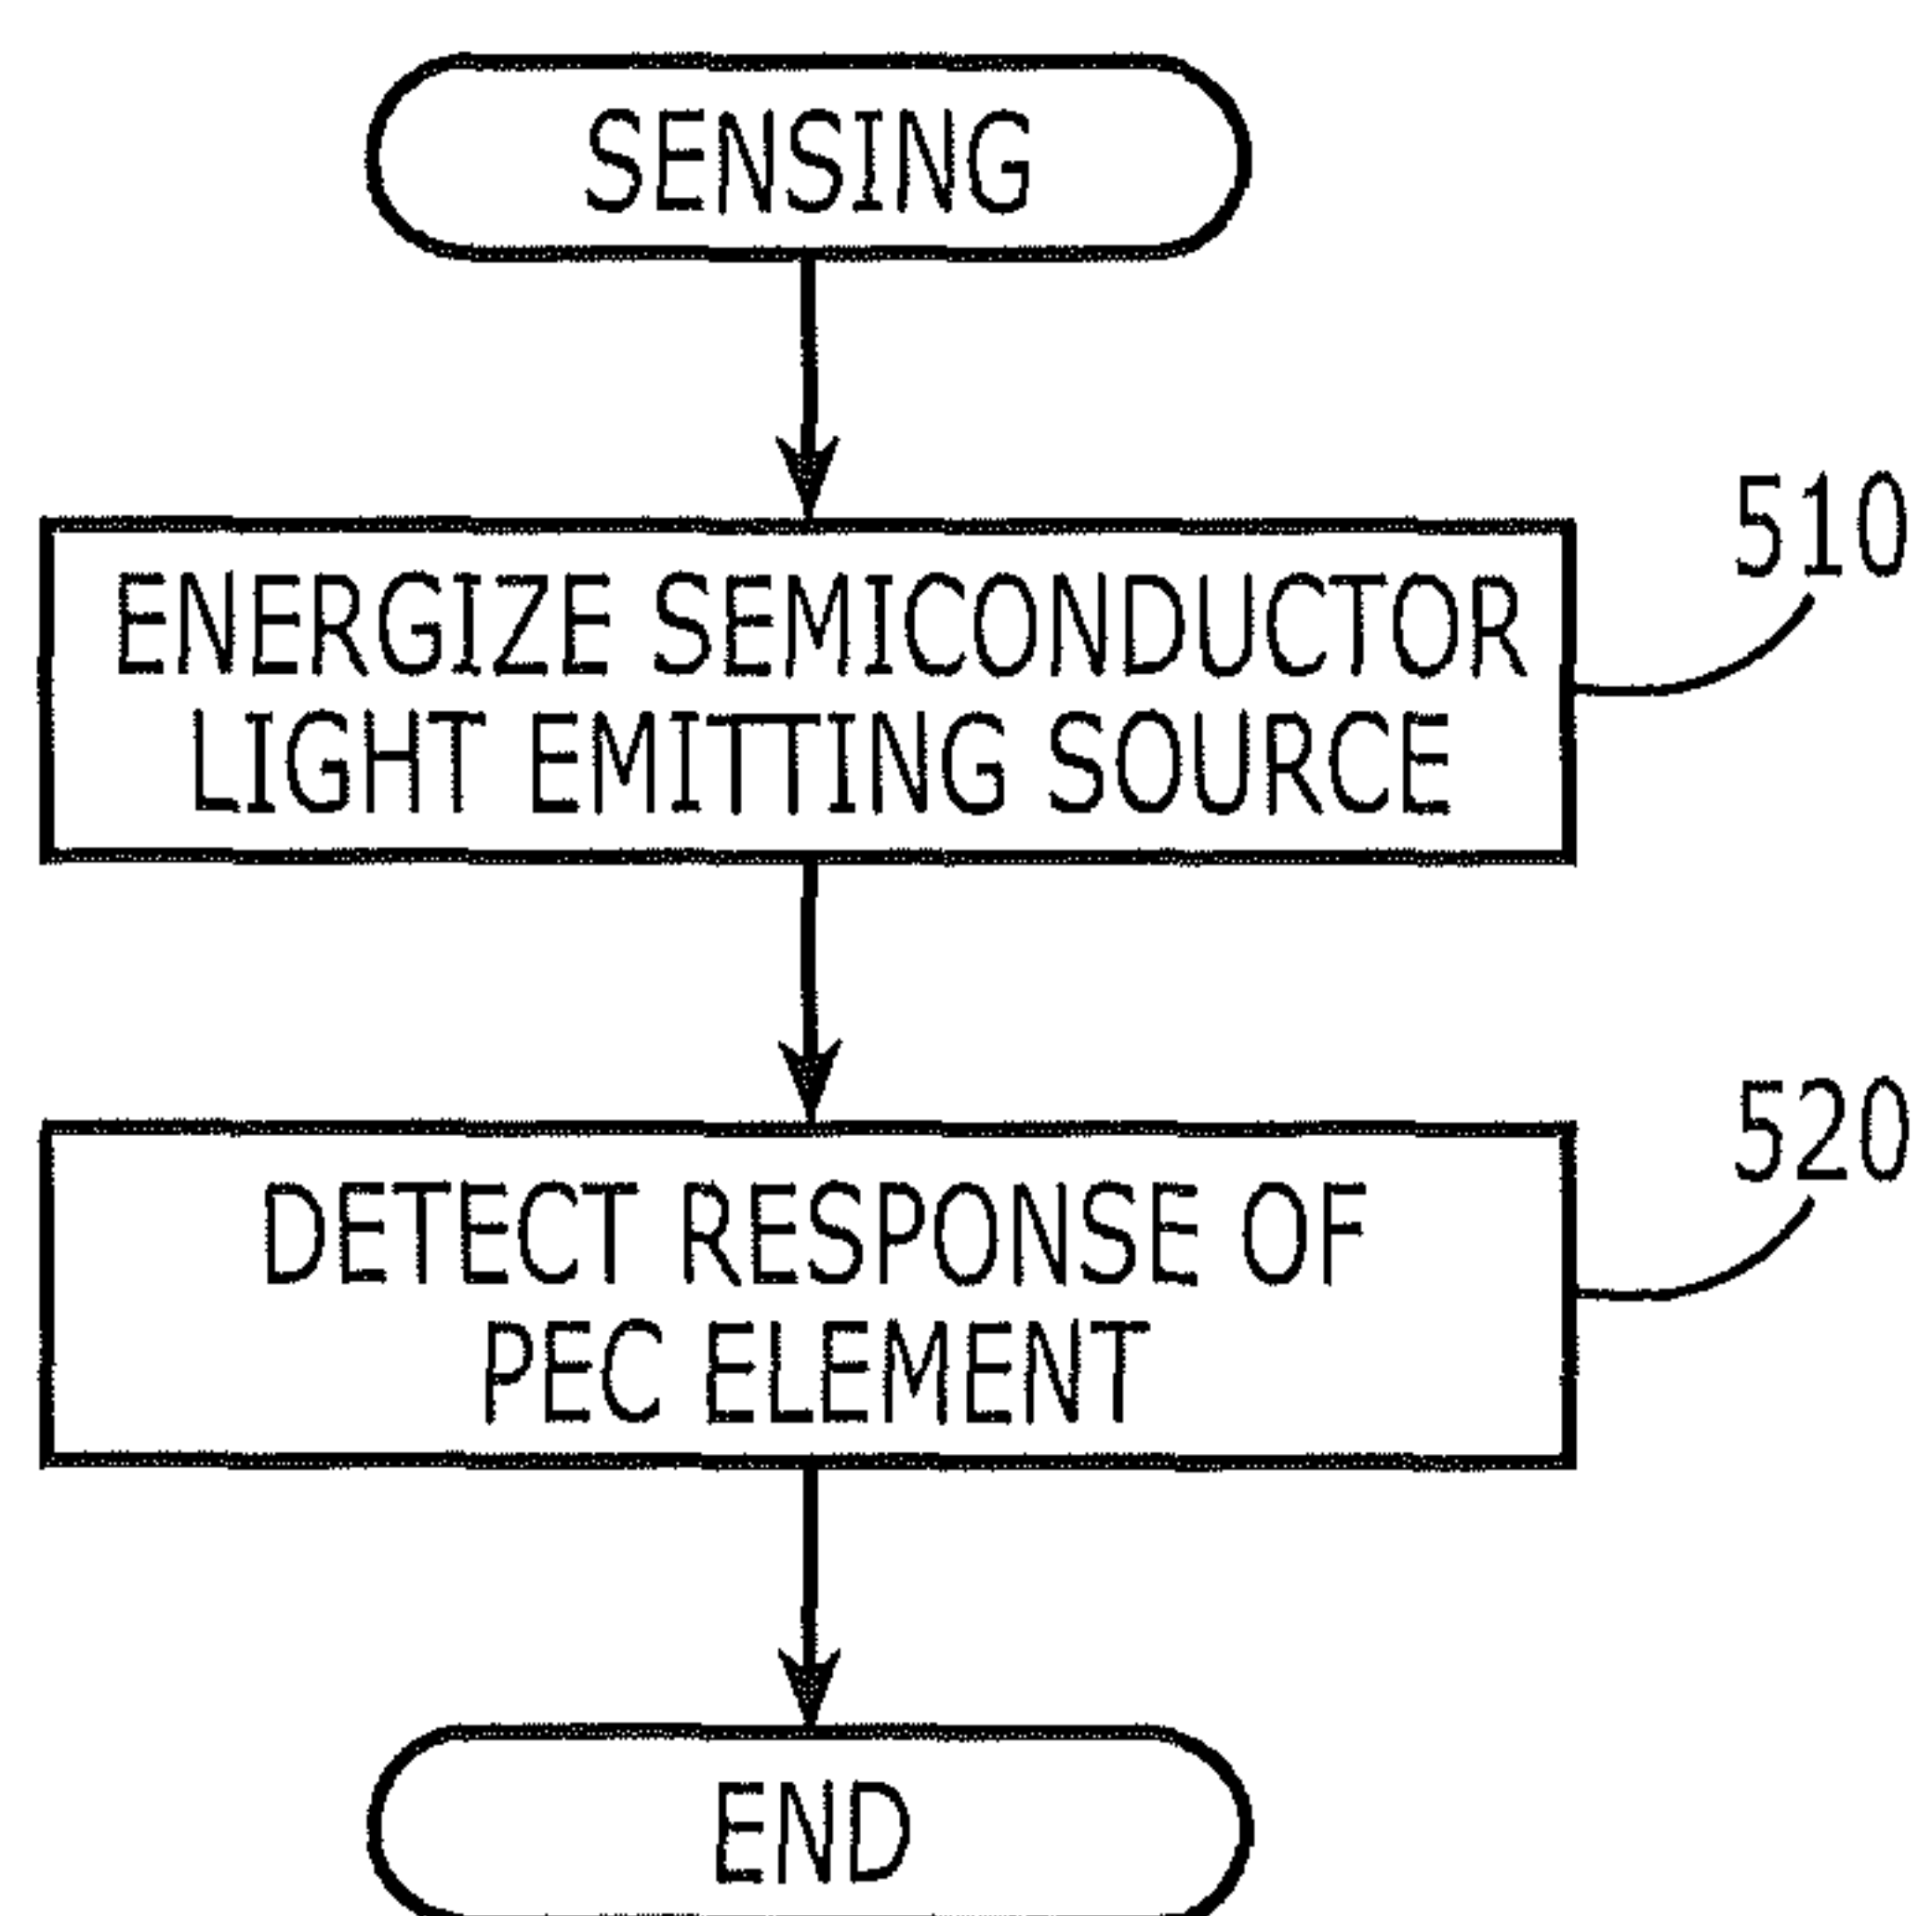 SENSING
510
ENERGIZE SEMICONDUCTOR
LIGHT EMITTING SOURCE
520
DETECT RESPONSE OF
PEC ELEMENT
END